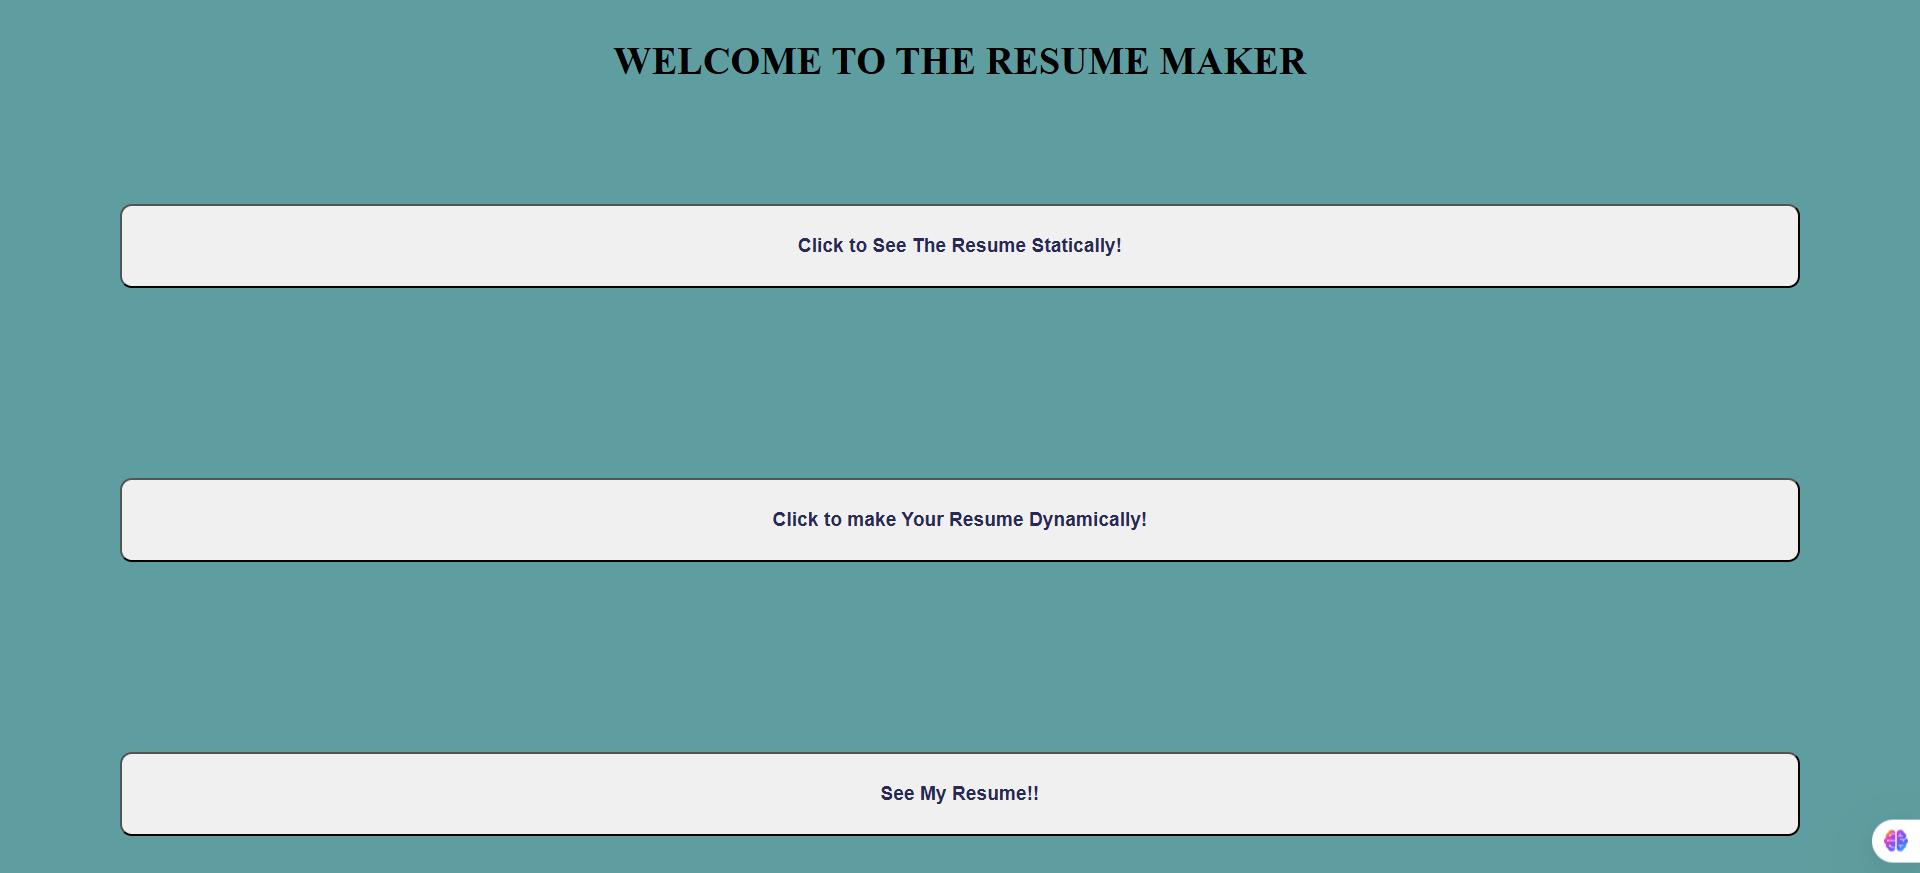 WELCOME TO THE RESUME MAKER
Click to See The Resume Statically!
Click to make Your Resume Dynamically!
See My Resume!!